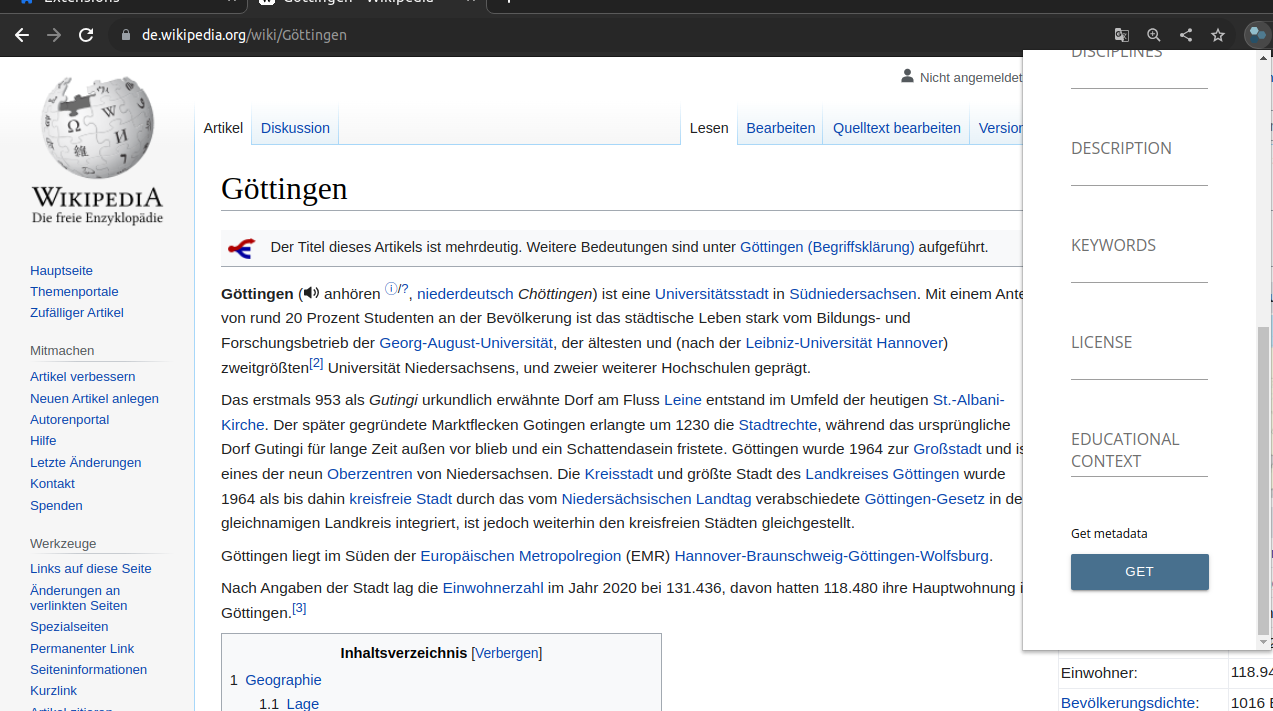 Extensions
Göttingen – Wikipedia
de.wikipedia.org/wiki/Göttingen
Nicht angemeldet
WIKIPEDIA
Die freie Enzyklopädie
Artikel
Diskussion
Lesen
Bearbeiten
Quelltext bearbeiten
Version
Göttingen
Der Titel dieses Artikels ist mehrdeutig. Weitere Bedeutungen sind unter Göttingen (Begriffsklärung) aufgeführt.
Göttingen ( anhören ⓘ/?, niederdeutsch Chöttingen) ist eine Universitätsstadt in Südniedersachsen. Mit einem Ante
von rund 20 Prozent Studenten an der Bevölkerung ist das städtische Leben stark vom Bildungs- und
Forschungsbetrieb der Georg-August-Universität, der ältesten und (nach der Leibniz-Universität Hannover)
zweitgrößten[2] Universität Niedersachsens, und zweier weiterer Hochschulen geprägt.
Das erstmals 953 als Gutingi urkundlich erwähnte Dorf am Fluss Leine entstand im Umfeld der heutigen St.-Albani-
Kirche. Der später gegründete Marktflecken Gotingen erlangte um 1230 die Stadtrechte, während das ursprüngliche
Dorf Gutingi für lange Zeit außen vor blieb und ein Schattendasein fristete. Göttingen wurde 1964 zur Großstadt und is
eines der neun Oberzentren von Niedersachsen. Die Kreisstadt und größte Stadt des Landkreises Göttingen wurde
1964 als bis dahin kreisfreie Stadt durch das vom Niedersächsischen Landtag verabschiedete Göttingen-Gesetz in de
gleichnamigen Landkreis integriert, ist jedoch weiterhin den kreisfreien Städten gleichgestellt.
Göttingen liegt im Süden der Europäischen Metropolregion (EMR) Hannover-Braunschweig-Göttingen-Wolfsburg.
Nach Angaben der Stadt lag die Einwohnerzahl im Jahr 2020 bei 131.436, davon hatten 118.480 ihre Hauptwohnung i
Göttingen.[3]
Inhaltsverzeichnis [Verbergen]
1 Geographie
1.1 Lage
Hauptseite
Themenportale
Zufälliger Artikel
Mitmachen
Artikel verbessern
Neuen Artikel anlegen
Autorenportal
Hilfe
Letzte Änderungen
Kontakt
Spenden
Werkzeuge
Links auf diese Seite
Änderungen an
verlinkten Seiten
Spezialseiten
Permanenter Link
Seiteninformationen
Kurzlink
Artikel zitieren
DISCIPLINES
DESCRIPTION
KEYWORDS
LICENSE
EDUCATIONAL
CONTEXT
Get metadata
GET
Einwohner: 118.94
Bevölkerungsdichte: 1016 E